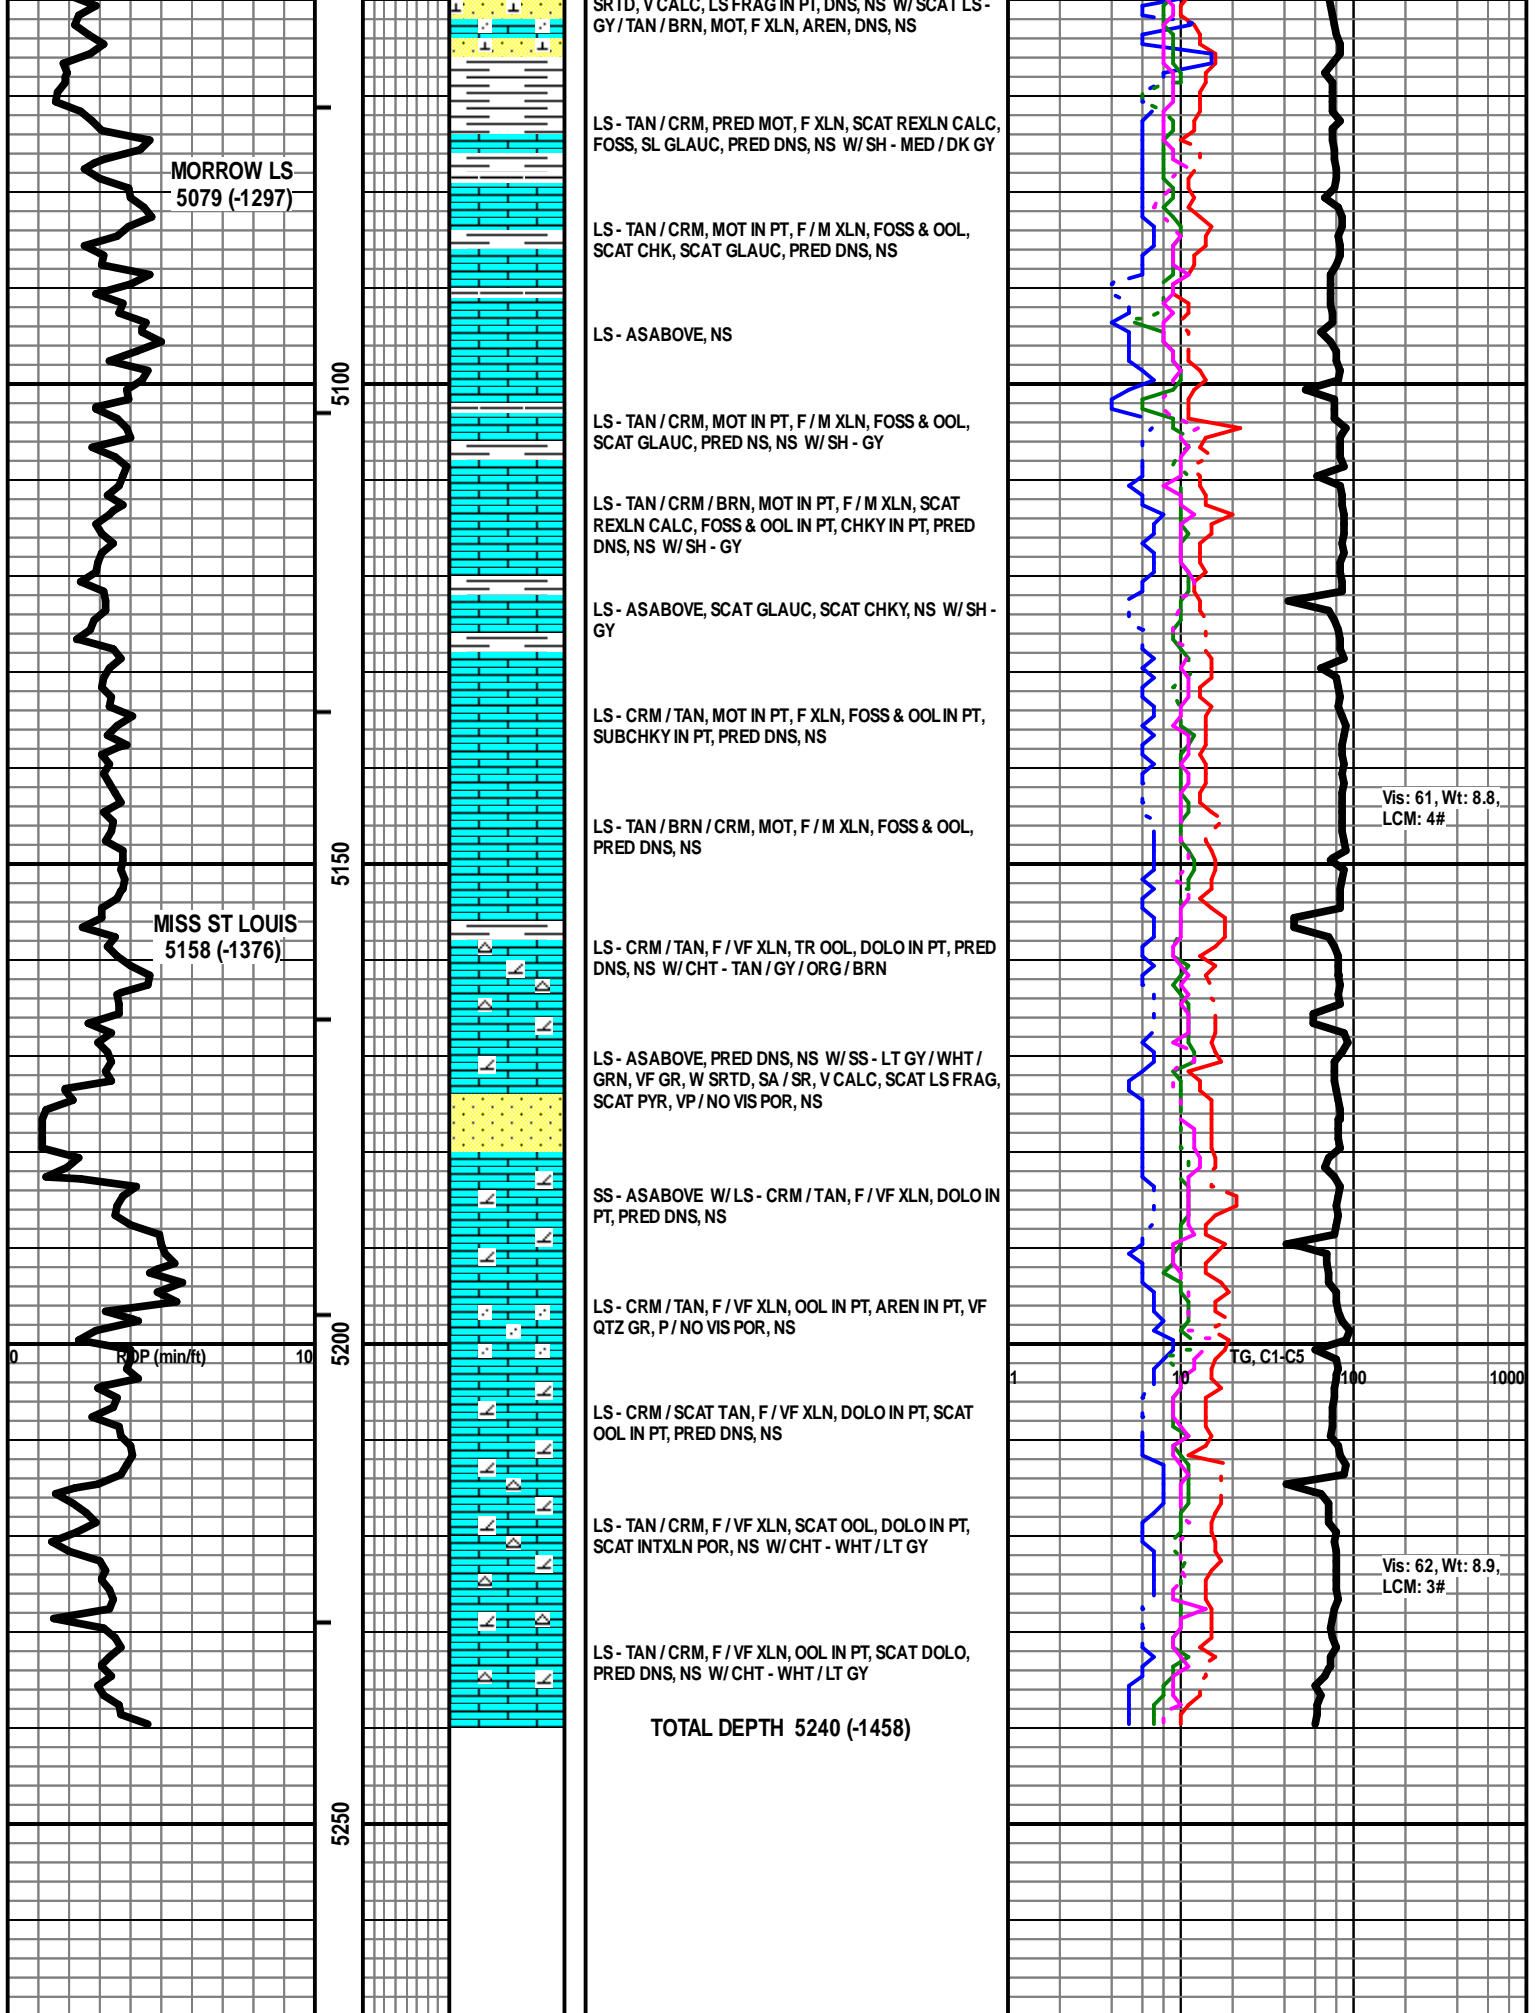 SRTD, V CALC, LS FRAG IN PT, DNS, NS W/ SCAT LS -
GY / TAN / BRN, MOT, F XLN, AREN, DNS, NS
LS - TAN / CRM, PRED MOT, F XLN, SCAT REXLN CALC,
FOSS, SL GLAUC, PRED DNS, NS W/ SH - MED / DK GY
MORROW LS
5079 (-1297)
LS - TAN / CRM, MOT IN PT, F / M XLN, FOSS & OOL,
SCAT CHK, SCAT GLAUC, PRED DNS, NS
LS - ASABOVE, NS
5100
LS - TAN / CRM, MOT IN PT, F / M XLN, FOSS & OOL,
SCAT GLAUC, PRED NS, NS W/ SH - GY
LS - TAN / CRM / BRN, MOT IN PT, F / M XLN, SCAT
REXLN CALC, FOSS & OOL IN PT, CHKY IN PT, PRED
DNS, NS W/ SH - GY
LS - ASABOVE, SCAT GLAUC, SCAT CHKY, NS W/ SH -
GY
LS - CRM / TAN, MOT IN PT, F XLN, FOSS & OOL IN PT,
SUBCHKY IN PT, PRED DNS, NS
Vis: 61, Wt: 8.8,
LCM: 4#
LS - TAN / BRN / CRM, MOT, F / M XLN, FOSS & OOL,
PRED DNS, NS
5150
MISS ST LOUIS
5158 (-1376)
LS - CRM / TAN, F / VF XLN, TR OOL, DOLO IN PT, PRED
DNS, NS W/ CHT - TAN / GY / ORG / BRN
LS - ASABOVE, PRED DNS, NS W/ SS - LT GY / WHT /
GRN, VF GR, W SRTD, SA / SR, V CALC, SCAT LS FRAG,
SCAT PYR, VP / NO VIS POR, NS
SS - ASABOVE W/ LS - CRM / TAN, F / VF XLN, DOLO IN
PT, PRED DNS, NS
LS - CRM / TAN, F / VF XLN, OOL IN PT, AREN IN PT, VF
QTZ GR, P / NO VIS POR, NS
5200
0 ROP (min/ft) 10
TG, C1-C5
1 10 100 1000
LS - CRM / SCAT TAN, F / VF XLN, DOLO IN PT, SCAT
OOL IN PT, PRED DNS, NS
LS - TAN / CRM, F / VF XLN, SCAT OOL, DOLO IN PT,
SCAT INTXLN POR, NS W/ CHT - WHT / LT GY
Vis: 62, Wt: 8.9,
LCM: 3#
LS - TAN / CRM, F / VF XLN, OOL IN PT, SCAT DOLO,
PRED DNS, NS W/ CHT - WHT / LT GY
TOTAL DEPTH 5240 (-1458)
5250